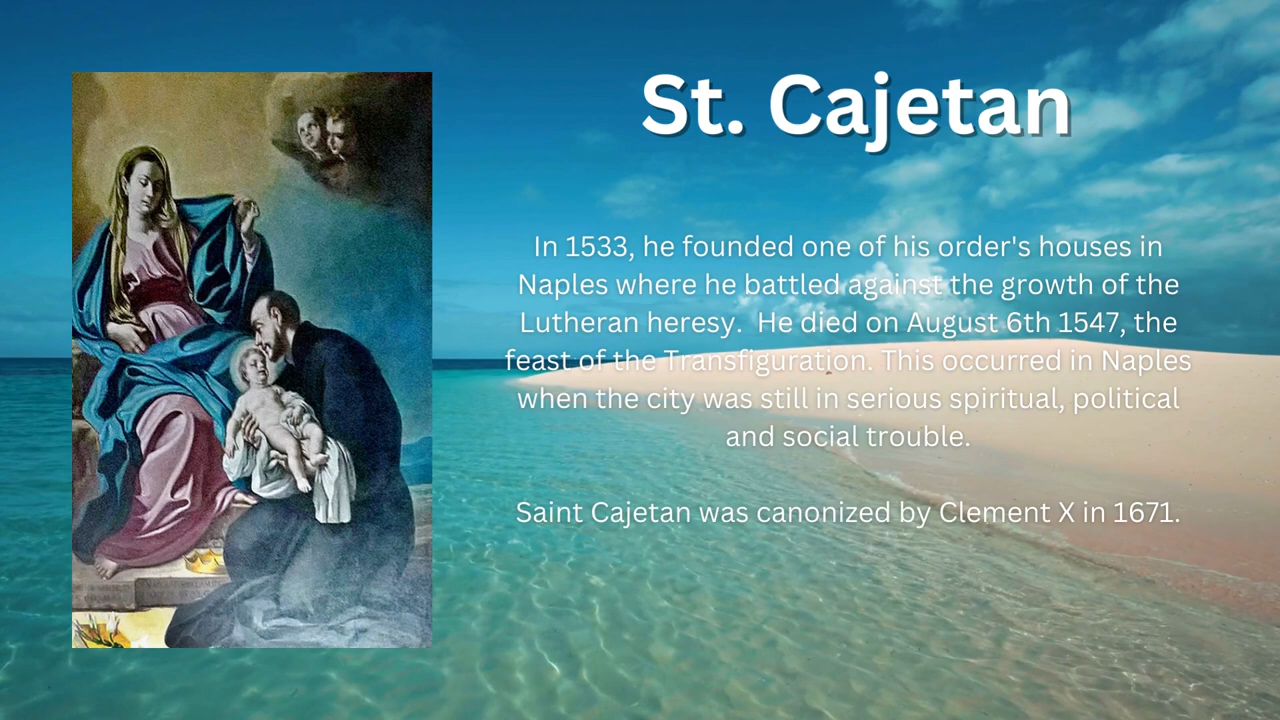 St. Cajetan
In 1533, he founded one of his order's houses in
Naples where he battled against the growth of the
Lutheran heresy.  He died on August 6th 1547, the
feast of the Transfiguration. This occurred in Naples
when the city was still in serious spiritual, political
and social trouble.
Saint Cajetan was canonized by Clement X in 1671.